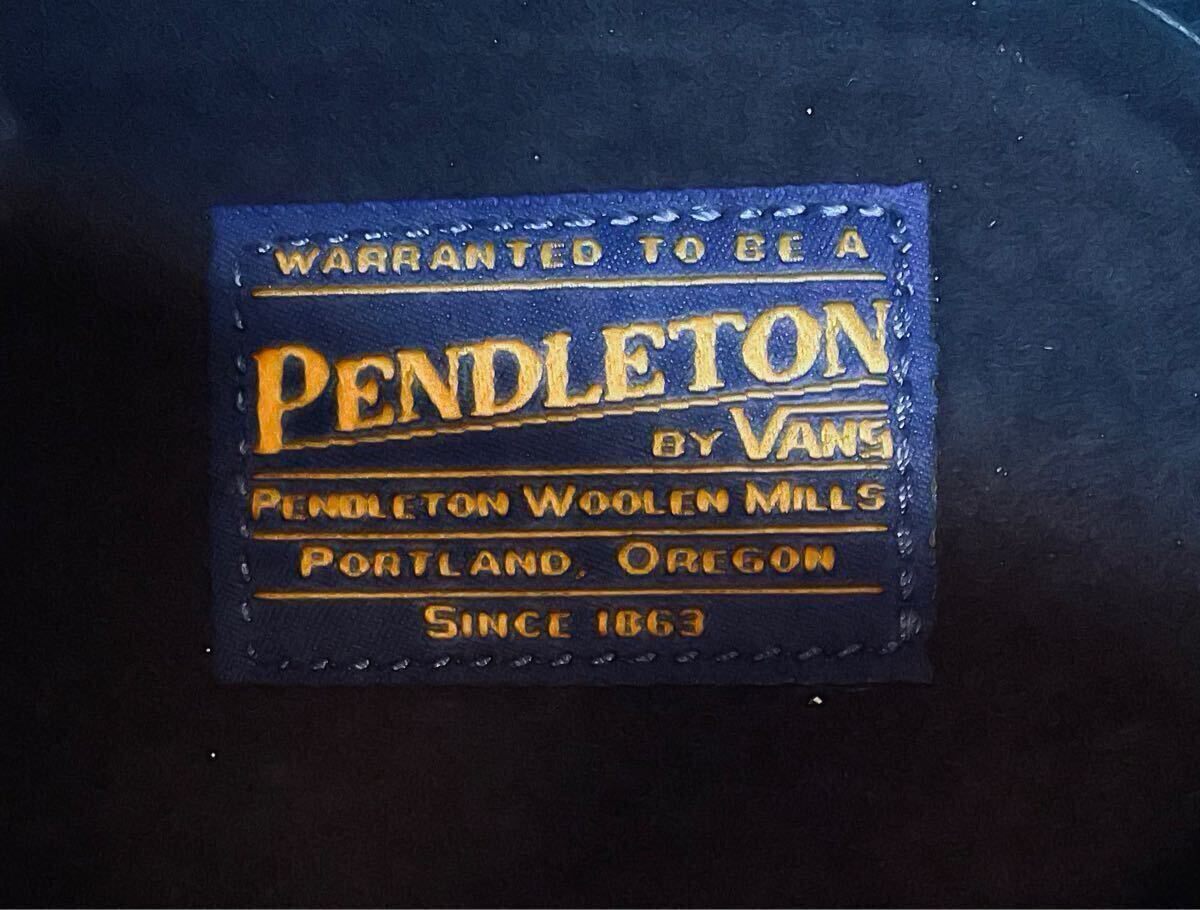 WARRANTED TO BE A
PENDLETON
BY VANS
PENDLETON WOOLEN MILLS
PORTLAND, OREGON
SINCE 1863